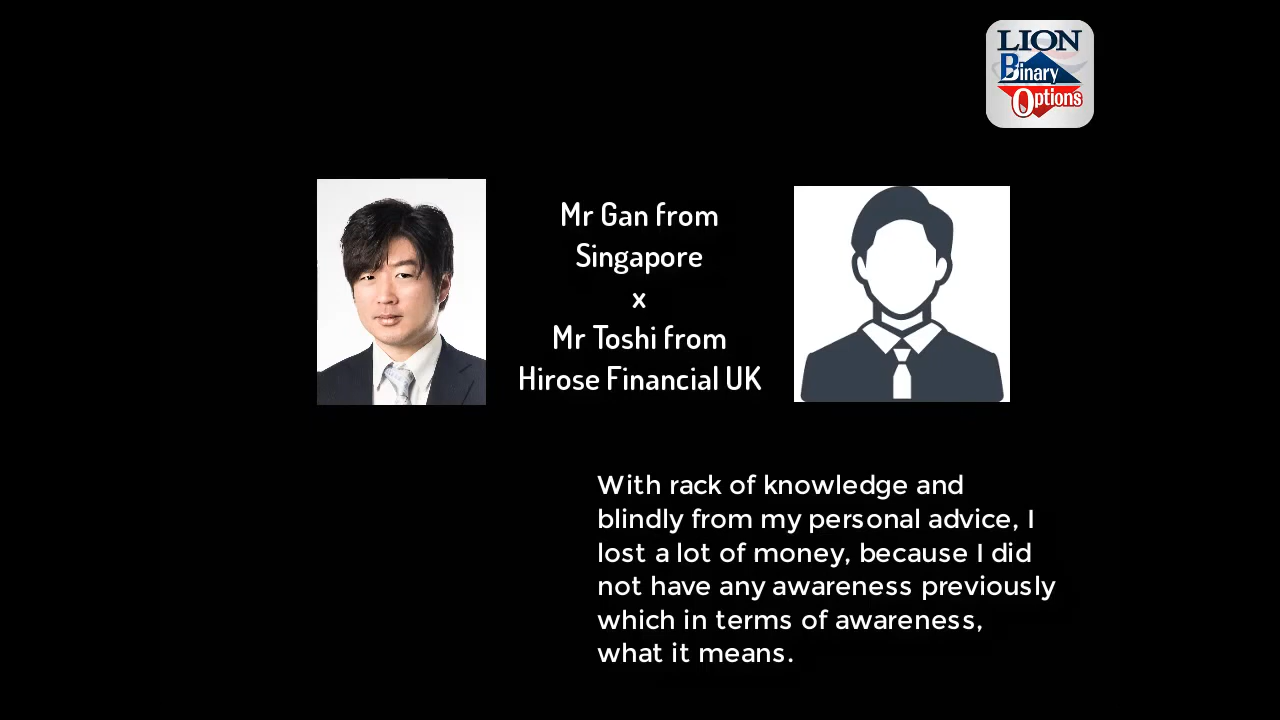 LION
Binary
Options
Mr Gan from
Singapore
x
Mr Toshi from
Hirose Financial UK
With rack of knowledge and
blindly from my personal advice, I
lost a lot of money, because I did
not have any awareness previously
which in terms of awareness,
what it means.